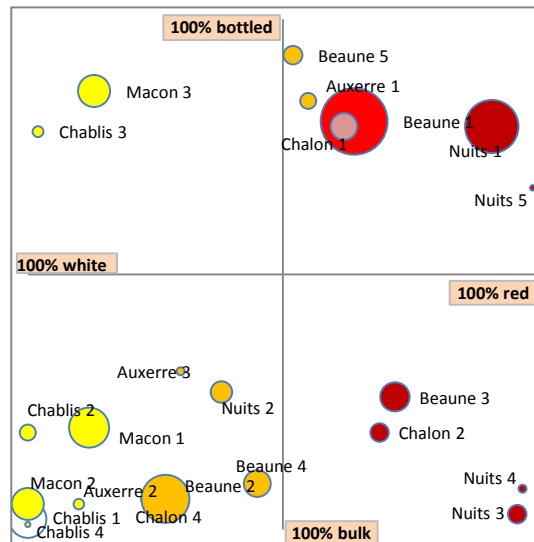 100% bottled
Beaune 5
Macon 3
Auxerre 1
Beaune 1
Chablis 3
Chalon 1
Nuits 1
Nuits 5
100% white
100% red
Auxerre 3
Beaune 3
Chablis 2
Nuits 2
Macon 1
Chalon 2
Beaune 4
Nuits 4
Macon 2
Auxerre 2
Beaune 2
Chablis 1
Chalon 4
Nuits 3
Chablis 4
100% bulk